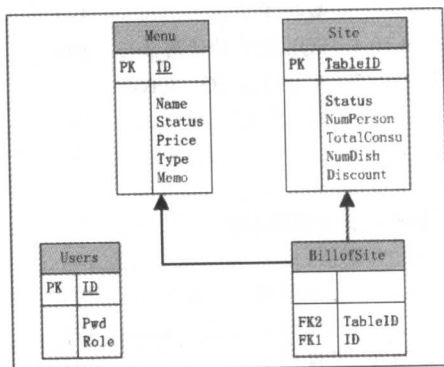 Menu
PK ID
Name
Status
Price
Type
Memo
Site
PK TableID
Status
NumPerson
TotalConsu
NumDish
Discount
Users
PK ID
Pwd
Role
BillofSite
FK2 TableID
FK1 ID